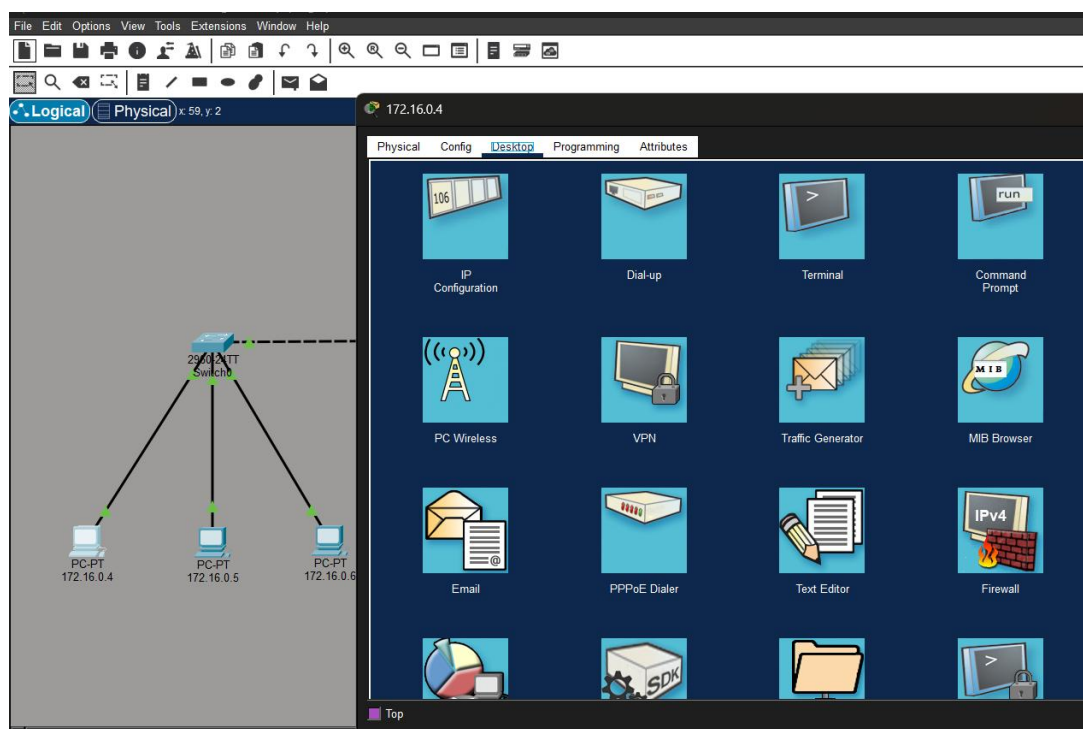 File Edit Options View Tools Extensions Window Help
Logical Physical x: 59, y: 2
172.16.0.4
Physical Config Desktop Programming Attributes
106
>
run
IP
Configuration
Dial-up
Terminal
Command
Prompt
MIB
PC Wireless
VPN
Traffic Generator
MIB Browser
@
IPv4
Email
PPPoE Dialer
Text Editor
Firewall
SDK
>
Top
Switch0
PC-PT
172.16.0.4
PC-PT
172.16.0.5
PC-PT
172.16.0.6